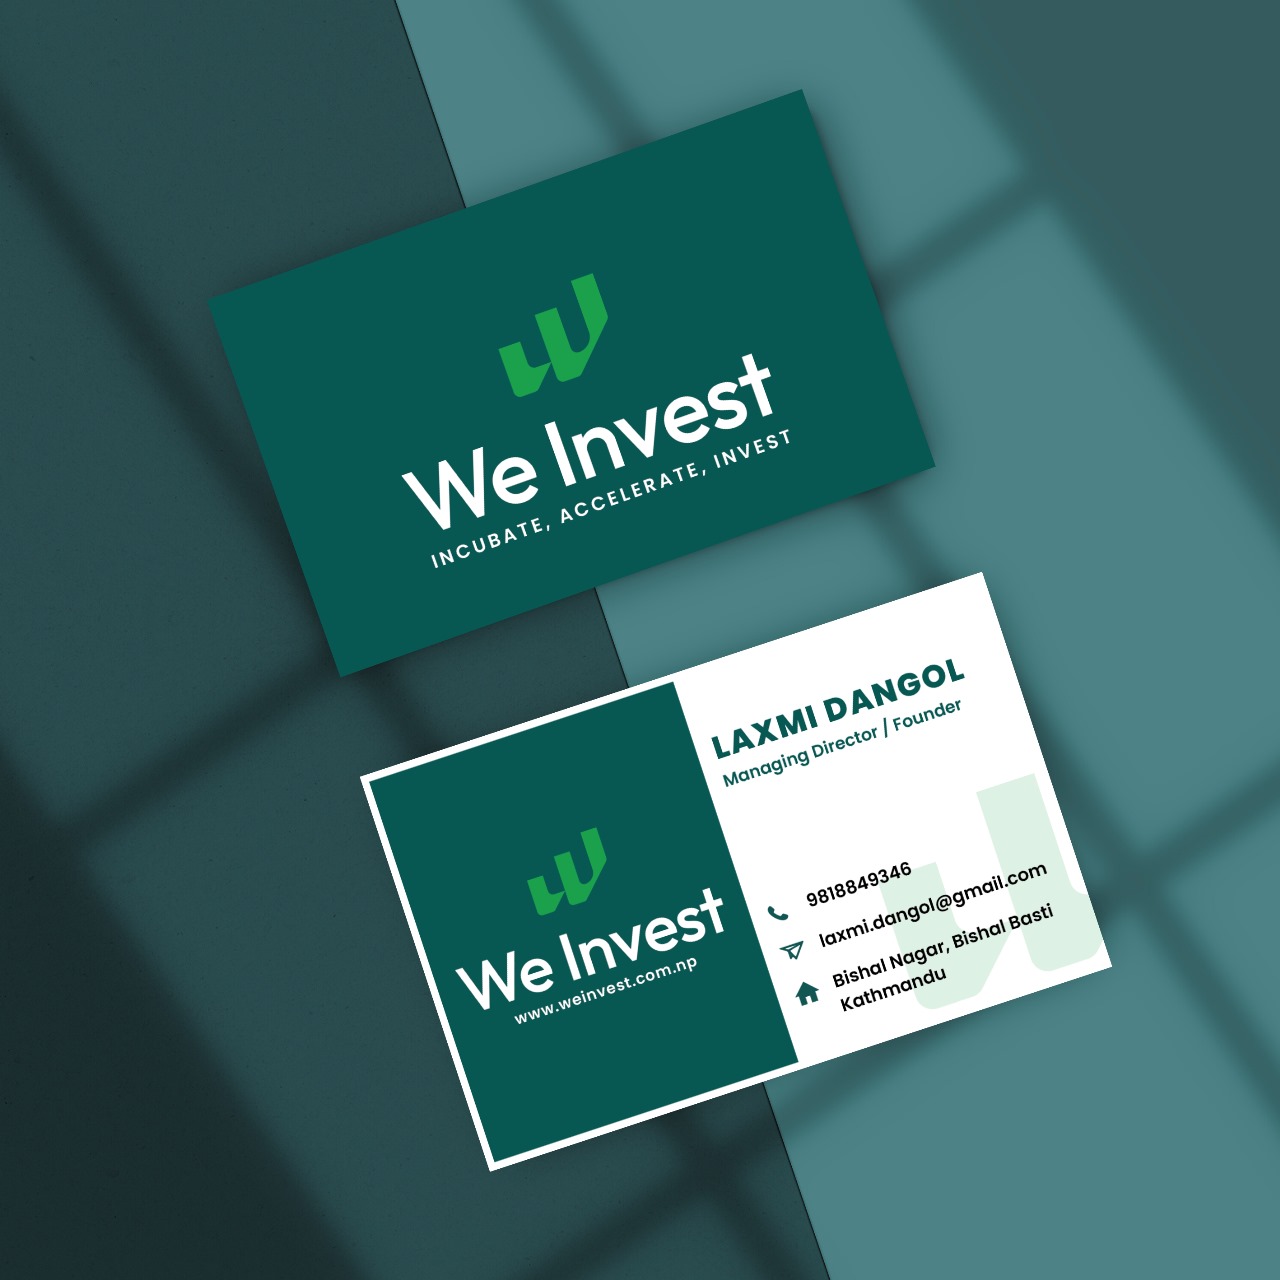 We Invest
INCUBATE, ACCELERATE, INVEST
We Invest
www.weinvest.com.np
LAXMI DANGOL
Managing Director / Founder
9818849346
laxmi.dangol@gmail.com
Bishal Nagar, Bishal Basti
Kathmandu